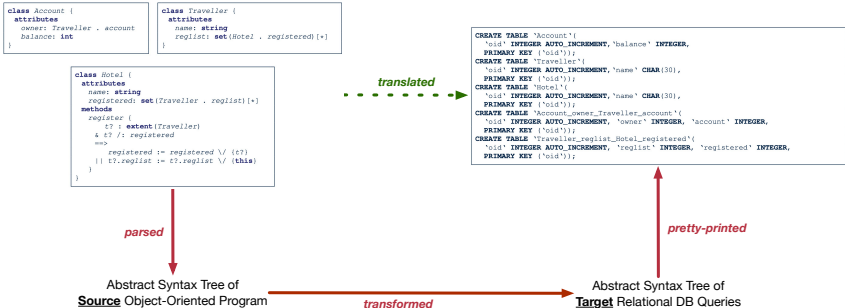 class Account {
attributes
owner: Traveller . account
balance: int
}
class Traveller {
attributes
name: string
reglist: set(Hotel . registered)[*]
}
class Hotel {
attributes
name: string
registered: set(Traveller . reglist)[*]
methods
register {
t? : extent(Traveller)
& t? /: registered
==>
registered := registered \/ {t?}
|| t?.reglist := t?.reglist \/ {this}
}
}
translated
CREATE TABLE `Account`(
`oid` INTEGER AUTO_INCREMENT,`balance` INTEGER,
PRIMARY KEY (`oid`));
CREATE TABLE `Traveller`(
`oid` INTEGER AUTO_INCREMENT,`name` CHAR(30),
PRIMARY KEY (`oid`));
CREATE TABLE `Hotel`(
`oid` INTEGER AUTO_INCREMENT,`name` CHAR(30),
PRIMARY KEY (`oid`));
CREATE TABLE `Account_owner_Traveller_account`(
`oid` INTEGER AUTO_INCREMENT, `owner` INTEGER, `account` INTEGER,
PRIMARY KEY (`oid`));
CREATE TABLE `Traveller_reglist_Hotel_registered`(
`oid` INTEGER AUTO_INCREMENT, `reglist` INTEGER, `registered` INTEGER,
PRIMARY KEY (`oid`));
parsed
pretty-printed
Abstract Syntax Tree of
Source Object-Oriented Program
transformed
Abstract Syntax Tree of
Target Relational DB Queries